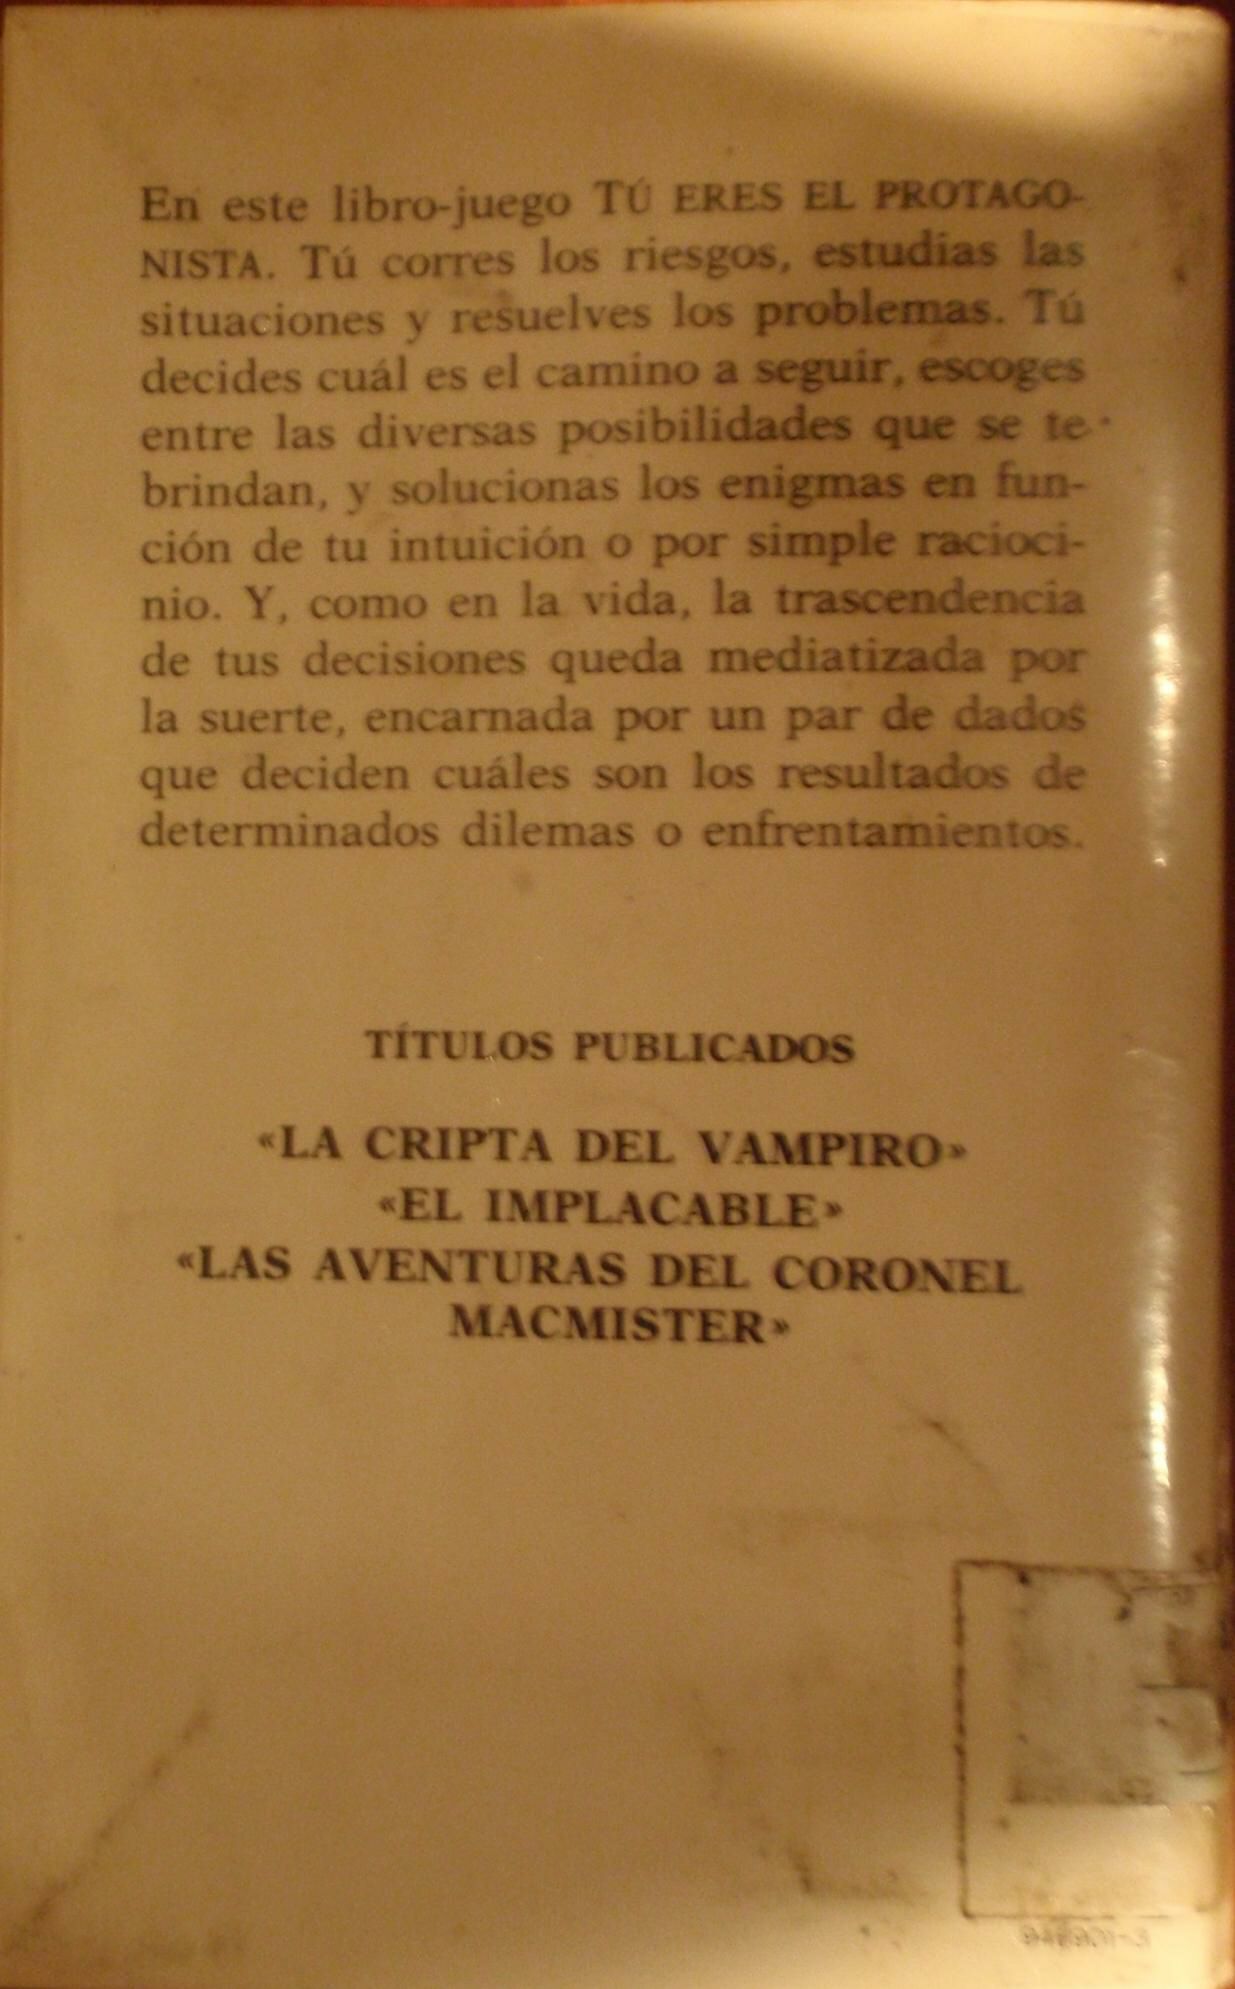 En este libro-juego TÚ ERES EL PROTAGO-
NISTA. Tú corres los riesgos, estudias las
situaciones y resuelves los problemas. Tú
decides cuál es el camino a seguir, escoges
entre las diversas posibilidades que se te
brindan, y solucionas los enigmas en fun-
ción de tu intuición o por simple racioci-
nio. Y, como en la vida, la trascendencia
de tus decisiones queda mediatizada por
la suerte, encarnada por un par de dados
que deciden cuáles son los resultados de
determinados dilemas o enfrentamientos.
TÍTULOS PUBLICADOS
«LA CRIPTA DEL VAMPIRO»
«EL IMPLACABLE»
«LAS AVENTURAS DEL CORONEL
MACMISTER»